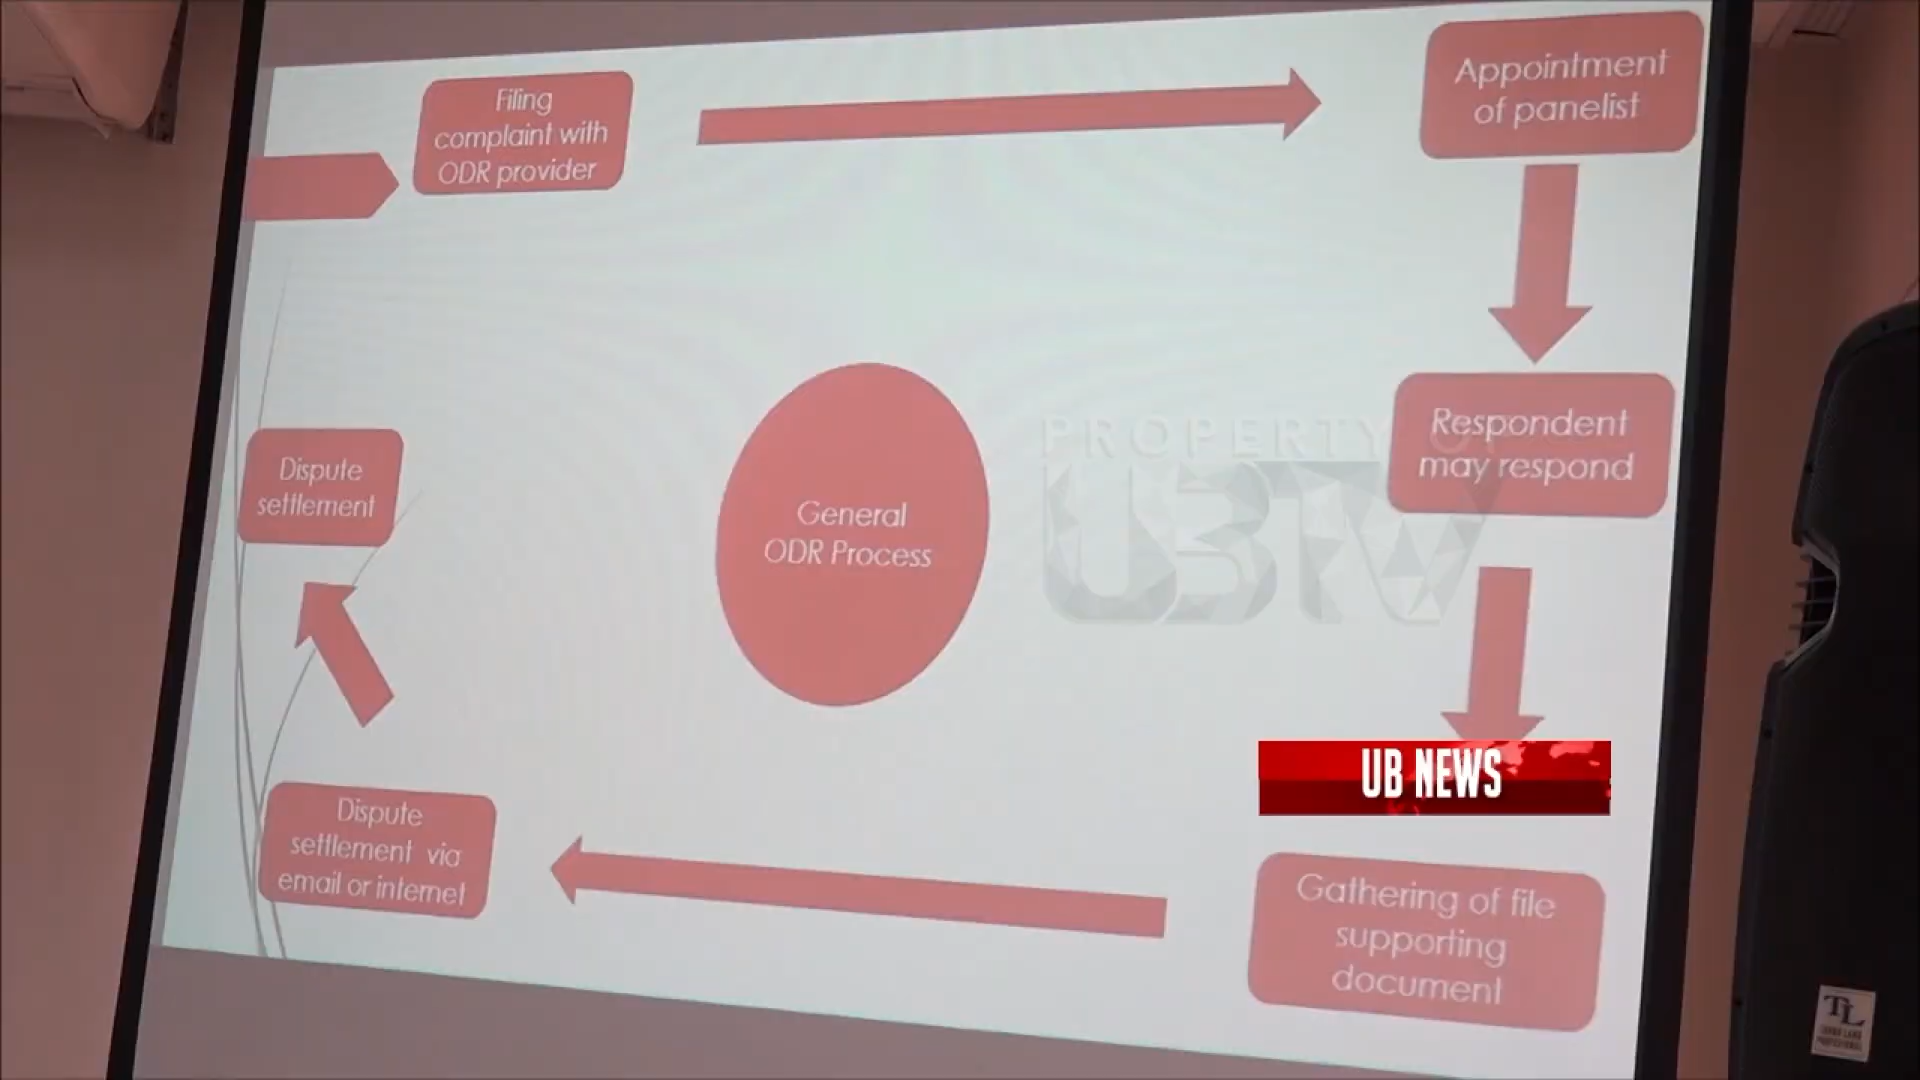 Filing
complaint with
ODR provider
Appointment
of panelist
Respondent
may respond
General
ODR Process
PROPERTY OF
UBTV
Dispute
settlement
UB NEWS
Dispute
settlement via
email or internet
Gathering of file
supporting
document
TL